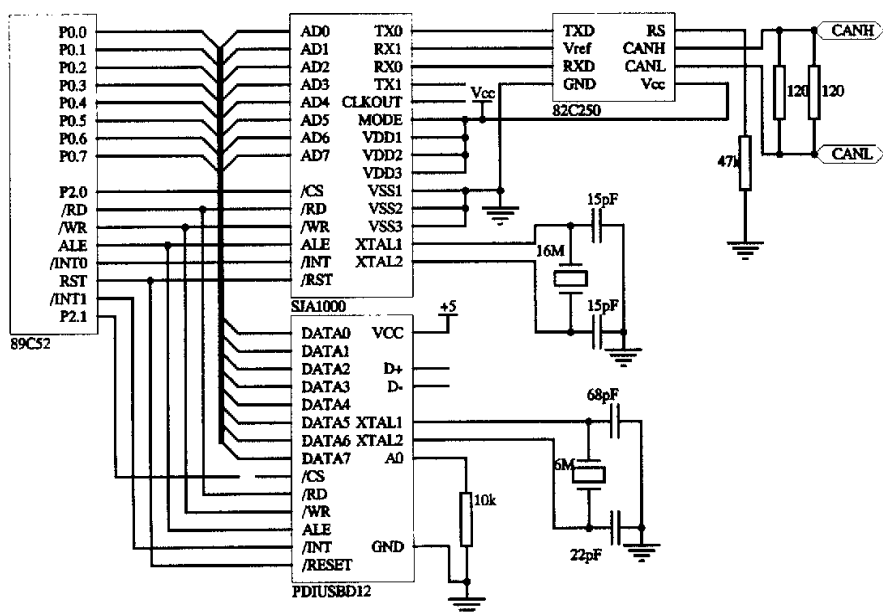 P0.0
P0.1
P0.2
P0.3
P0.4
P0.5
P0.6
P0.7
P2.0
/RD
/WR
ALE
/INT0
RST
/INT1
P2.1
89C52
AD0
AD1
AD2
AD3
AD4
AD5
AD6
AD7
/CS
/RD
/WR
ALE
/INT
/RST
TX0
RX1
RX0
TX1
CLKOUT
MODE
VDD1
VDD2
VDD3
VSS1
VSS2
VSS3
XTAL1
XTAL2
SJA1000
Vcc
TXD
Vref
RXD
GND
RS
CANH
CANL
Vcc
82C250
120
120
CANH
CANL
47k
15pF
16M
15pF
DATA0
DATA1
DATA2
DATA3
DATA4
DATA5
DATA6
DATA7
/CS
/RD
/WR
ALE
/INT
/RESET
VCC
D+
D-
XTAL1
XTAL2
A0
GND
PDIUSBD12
+5
10k
68pF
6M
22pF